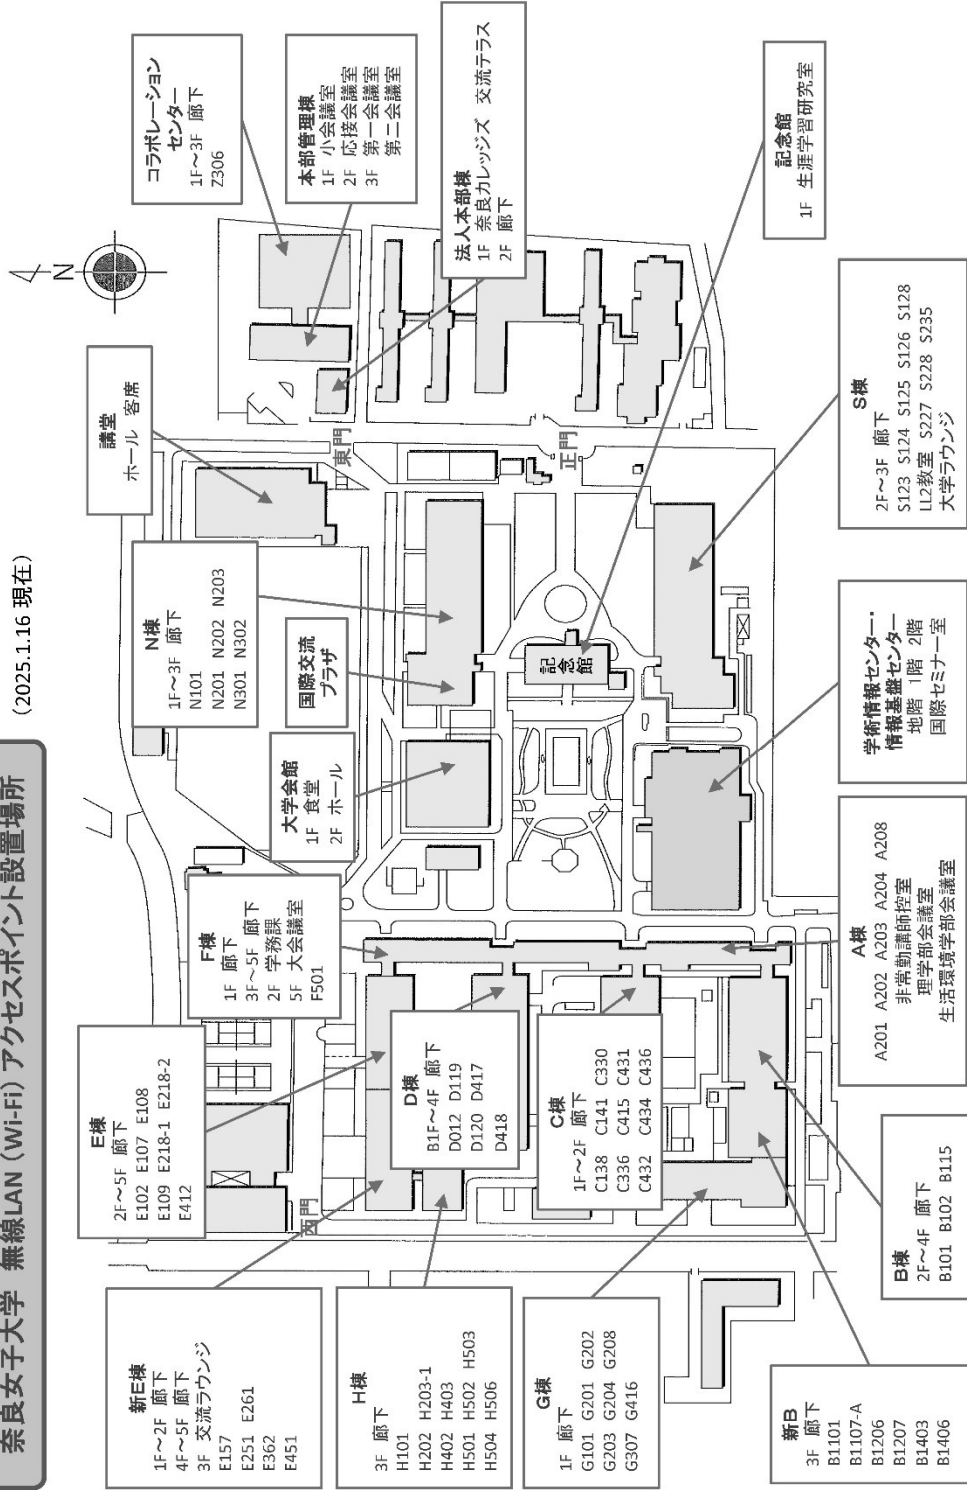 奈良女子大学 無線LAN(Wi-Fi)アクセスポイント設置場所
(2025.1.16 現在)
N
新E棟
1F~2F 廊下
4F~5F 廊下
3F 交流ラウンジ
E157
E251 E261
E362
E451
E棟
2F~5F 廊下
E102 E107 E108
E109 E218-1 E218-2
E412
F棟
1F 廊下
3F~5F 廊下
2F 学務課
5F 大会議室
F501
大学会館
1F 食堂
2F ホール
国際交流
プラザ
N棟
1F~3F 廊下
N101
N201 N202 N203
N301 N302
講堂
ホール 客席
コラボレーション
センター
1F~3F 廊下
Z306
本部管理棟
1F 小会議室
2F 応接会議室
3F 第一会議室
第二会議室
法人本部棟
1F 奈良カレッジズ 交流テラス
2F 廊下
記念館
1F 生涯学習研究室
H棟
3F 廊下
H101
H202 H203-1
H402 H403
H501 H502 H503
H504 H506
D棟
B1F~4F 廊下
D012 D119
D120 D417
D418
C棟
1F~2F 廊下
C138 C141 C330
C336 C415 C431
C432 C434 C436
G棟
1F 廊下
G101 G201 G202
G203 G204 G208
G307 G416
新B
3F 廊下
B1101
B1107-A
B1206
B1207
B1403
B1406
B棟
2F~4F 廊下
B101 B102 B115
A棟
A201 A202 A203 A204 A208
非常勤講師控室
理学部会議室
生活環境学部会議室
学術情報センター・
情報基盤センター
地階 1階 2階
国際セミナー室
S棟
2F~3F 廊下
S123 S124 S125 S126 S128
LL2教室 S227 S228 S235
大学ラウンジ
西門
東門
正門
記念館